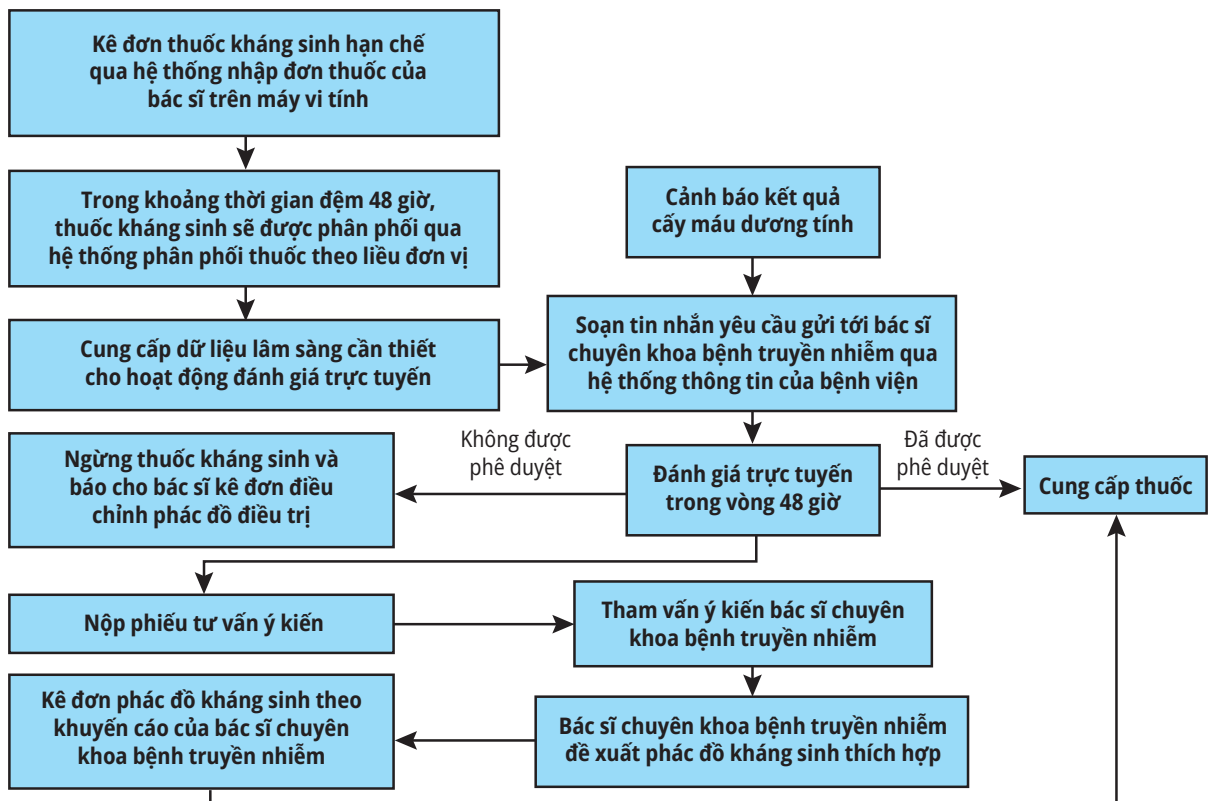 Kê đơn thuốc kháng sinh hạn chế
qua hệ thống nhập đơn thuốc của
bác sĩ trên máy vi tính
Trong khoảng thời gian đệm 48 giờ,
thuốc kháng sinh sẽ được phân phối qua
hệ thống phân phối thuốc theo liều đơn vị
Cảnh báo kết quả
cấy máu dương tính
Cung cấp dữ liệu lâm sàng cần thiết
cho hoạt động đánh giá trực tuyến
Soạn tin nhắn yêu cầu gửi tới bác sĩ
chuyên khoa bệnh truyền nhiễm qua
hệ thống thông tin của bệnh viện
Ngừng thuốc kháng sinh và
báo cho bác sĩ kê đơn điều
chỉnh phác đồ điều trị
Không được
phê duyệt
Đánh giá trực tuyến
trong vòng 48 giờ
Đã được
phê duyệt
Cung cấp thuốc
Nộp phiếu tư vấn ý kiến
Tham vấn ý kiến bác sĩ chuyên
khoa bệnh truyền nhiễm
Kê đơn phác đồ kháng sinh theo
khuyến cáo của bác sĩ chuyên
khoa bệnh truyền nhiễm
Bác sĩ chuyên khoa bệnh truyền nhiễm
đề xuất phác đồ kháng sinh thích hợp